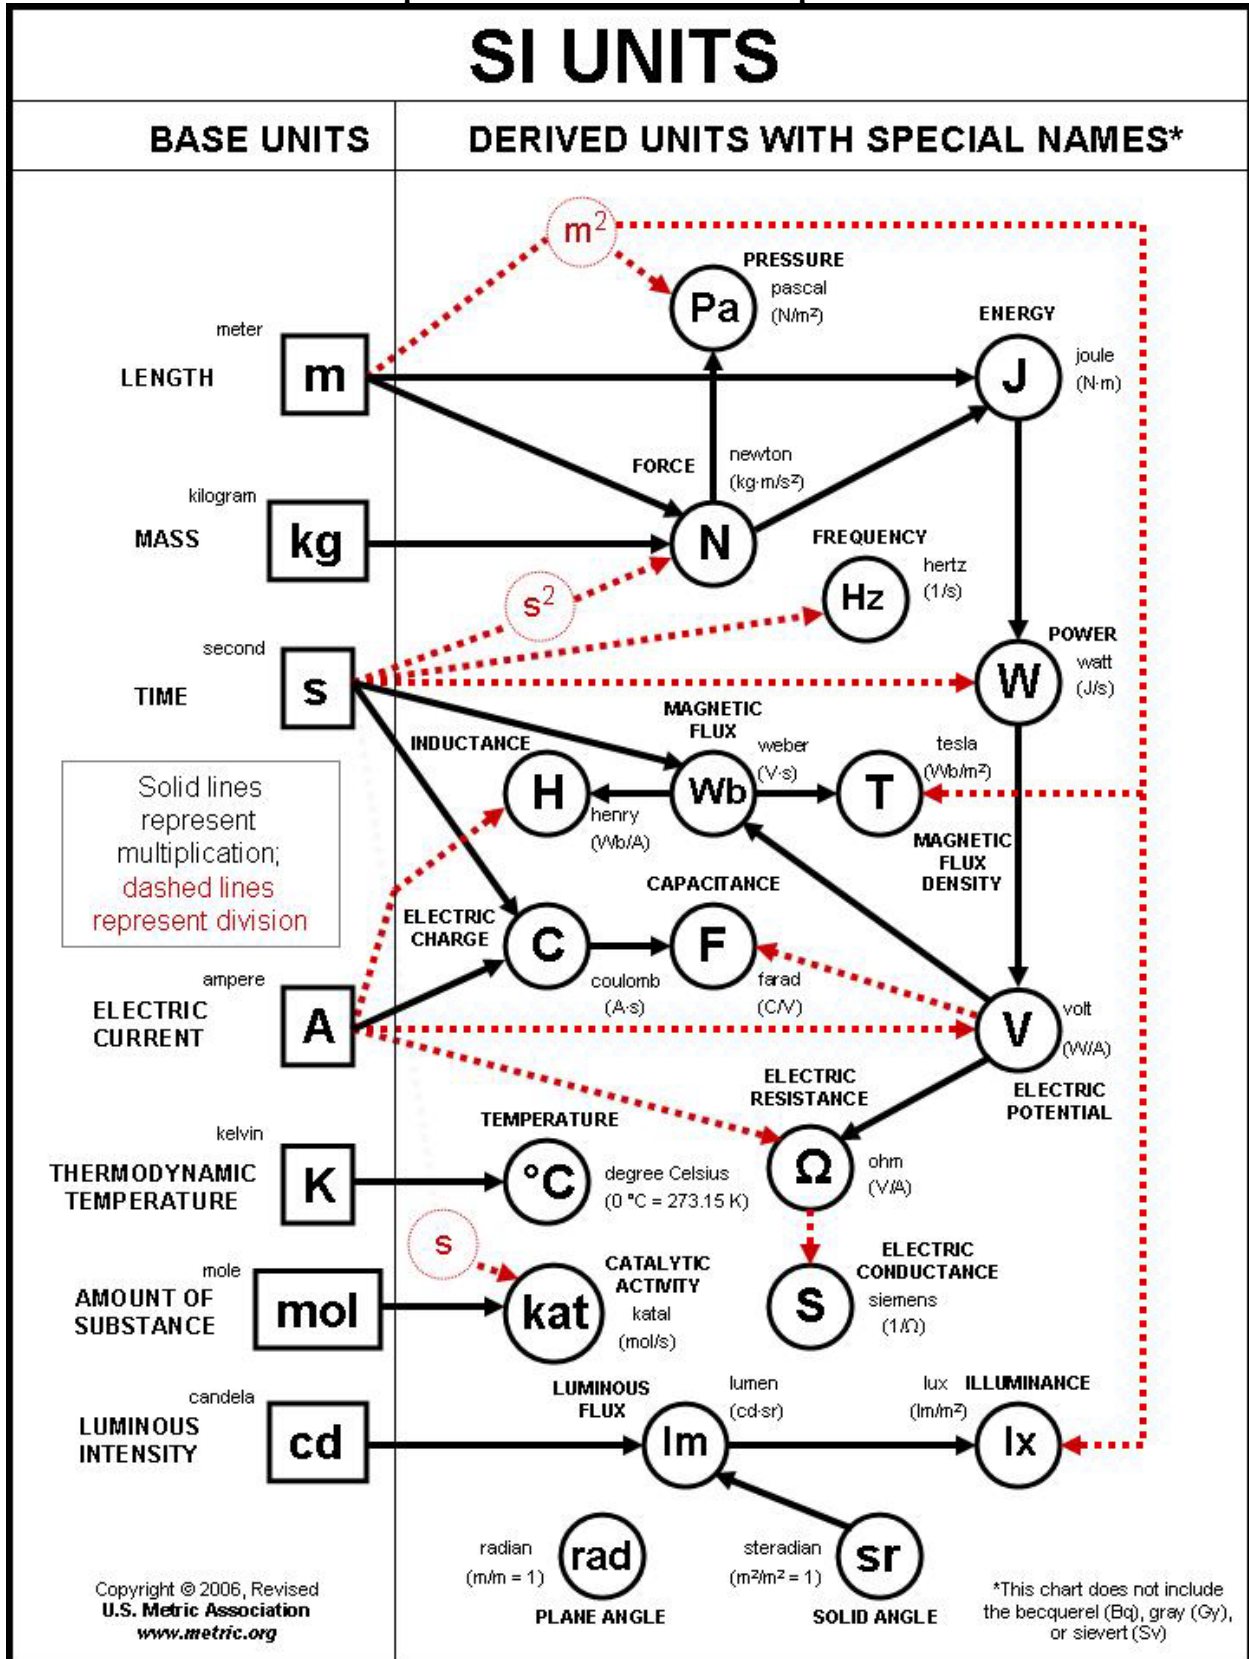 SI UNITS
BASE UNITS
DERIVED UNITS WITH SPECIAL NAMES*
m²
PRESSURE
pascal
(N/m²)
Pa
ENERGY
joule
(N·m)
J
meter
LENGTH
m
FORCE
newton
(kg·m/s²)
N
kilogram
MASS
kg
FREQUENCY
hertz
(1/s)
Hz
s²
second
TIME
s
POWER
watt
(J/s)
W
MAGNETIC
FLUX
weber
(V·s)
Wb
INDUCTANCE
H
henry
(Wb/A)
tesla
(Wb/m²)
T
MAGNETIC
FLUX
DENSITY
Solid lines
represent
multiplication;
dashed lines
represent division
CAPACITANCE
F
farad
(C/V)
ELECTRIC
CHARGE
C
coulomb
(A·s)
ampere
ELECTRIC
CURRENT
A
volt
(W/A)
V
ELECTRIC
POTENTIAL
ELECTRIC
RESISTANCE
Ω
ohm
(V/A)
kelvin
THERMODYNAMIC
TEMPERATURE
K
TEMPERATURE
°C
degree Celsius
(0 °C = 273.15 K)
s
mole
AMOUNT OF
SUBSTANCE
mol
CATALYTIC
ACTIVITY
katal
(mol/s)
kat
ELECTRIC
CONDUCTANCE
siemens
(1/Ω)
S
candela
LUMINOUS
INTENSITY
cd
LUMINOUS
FLUX
lumen
(cd·sr)
lm
lux
ILLUMINANCE
(lm/m²)
lx
radian
(m/m = 1)
rad
PLANE ANGLE
steradian
(m²/m² = 1)
sr
SOLID ANGLE
Copyright © 2006, Revised
U.S. Metric Association
www.metric.org
*This chart does not include
the becquerel (Bq), gray (Gy),
or sievert (Sv)